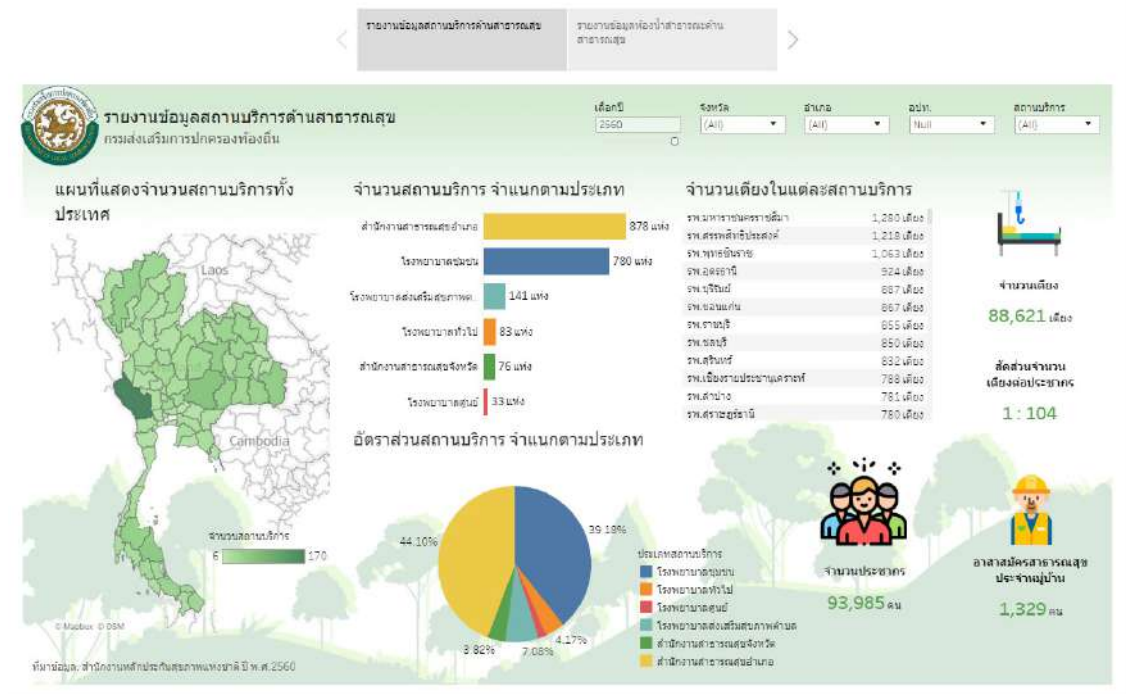 รายงานข้อมูลสถานบริการด้านสาธารณสุข
รายงานข้อมูลห้องน้ำสาธารณะด้าน
สาธารณสุข
รายงานข้อมูลสถานบริการด้านสาธารณสุข
กรมส่งเสริมการปกครองท้องถิ่น
เลือกปี
2560
จังหวัด
(All)
อำเภอ
(All)
อปท.
Null
สถานบริการ
(All)
แผนที่แสดงจำนวนสถานบริการทั้ง
ประเทศ
Laos
Cambodia
จำนวนสถานบริการ
6 170
© Mapbox © OSM
จำนวนสถานบริการ จำแนกตามประเภท
สำนักงานสาธารณสุขอำเภอ 878 แห่ง
โรงพยาบาลชุมชน 780 แห่ง
โรงพยาบาลส่งเสริมสุขภาพต.. 141 แห่ง
โรงพยาบาลทั่วไป 83 แห่ง
สำนักงานสาธารณสุขจังหวัด 76 แห่ง
โรงพยาบาลศูนย์ 33 แห่ง
จำนวนเตียงในแต่ละสถานบริการ
รพ.มหาราชนครราชสีมา 1,280 เตียง
รพ.สรรพสิทธิประสงค์ 1,218 เตียง
รพ.พุทธชินราช 1,063 เตียง
รพ.อุดรธานี 924 เตียง
รพ.บุรีรัมย์ 887 เตียง
รพ.ขอนแก่น 867 เตียง
รพ.ราชบุรี 855 เตียง
รพ.ชลบุรี 850 เตียง
รพ.สุรินทร์ 832 เตียง
รพ.เชียงรายประชานุเคราะห์ 788 เตียง
รพ.ลำปาง 781 เตียง
รพ.สุราษฎร์ธานี 780 เตียง
จำนวนเตียง
88,621 เตียง
สัดส่วนจำนวน
เตียงต่อประชากร
1 : 104
อัตราส่วนสถานบริการ จำแนกตามประเภท
44.10%
39.18%
4.17%
7.08%
3.82%
ประเภทสถานบริการ
โรงพยาบาลชุมชน
โรงพยาบาลทั่วไป
โรงพยาบาลศูนย์
โรงพยาบาลส่งเสริมสุขภาพตำบล
สำนักงานสาธารณสุขจังหวัด
สำนักงานสาธารณสุขอำเภอ
จำนวนประชากร
93,985 คน
อาสาสมัครสาธารณสุข
ประจำหมู่บ้าน
1,329 คน
ที่มาข้อมูล: สำนักงานหลักประกันสุขภาพแห่งชาติ ปี พ.ศ.2560